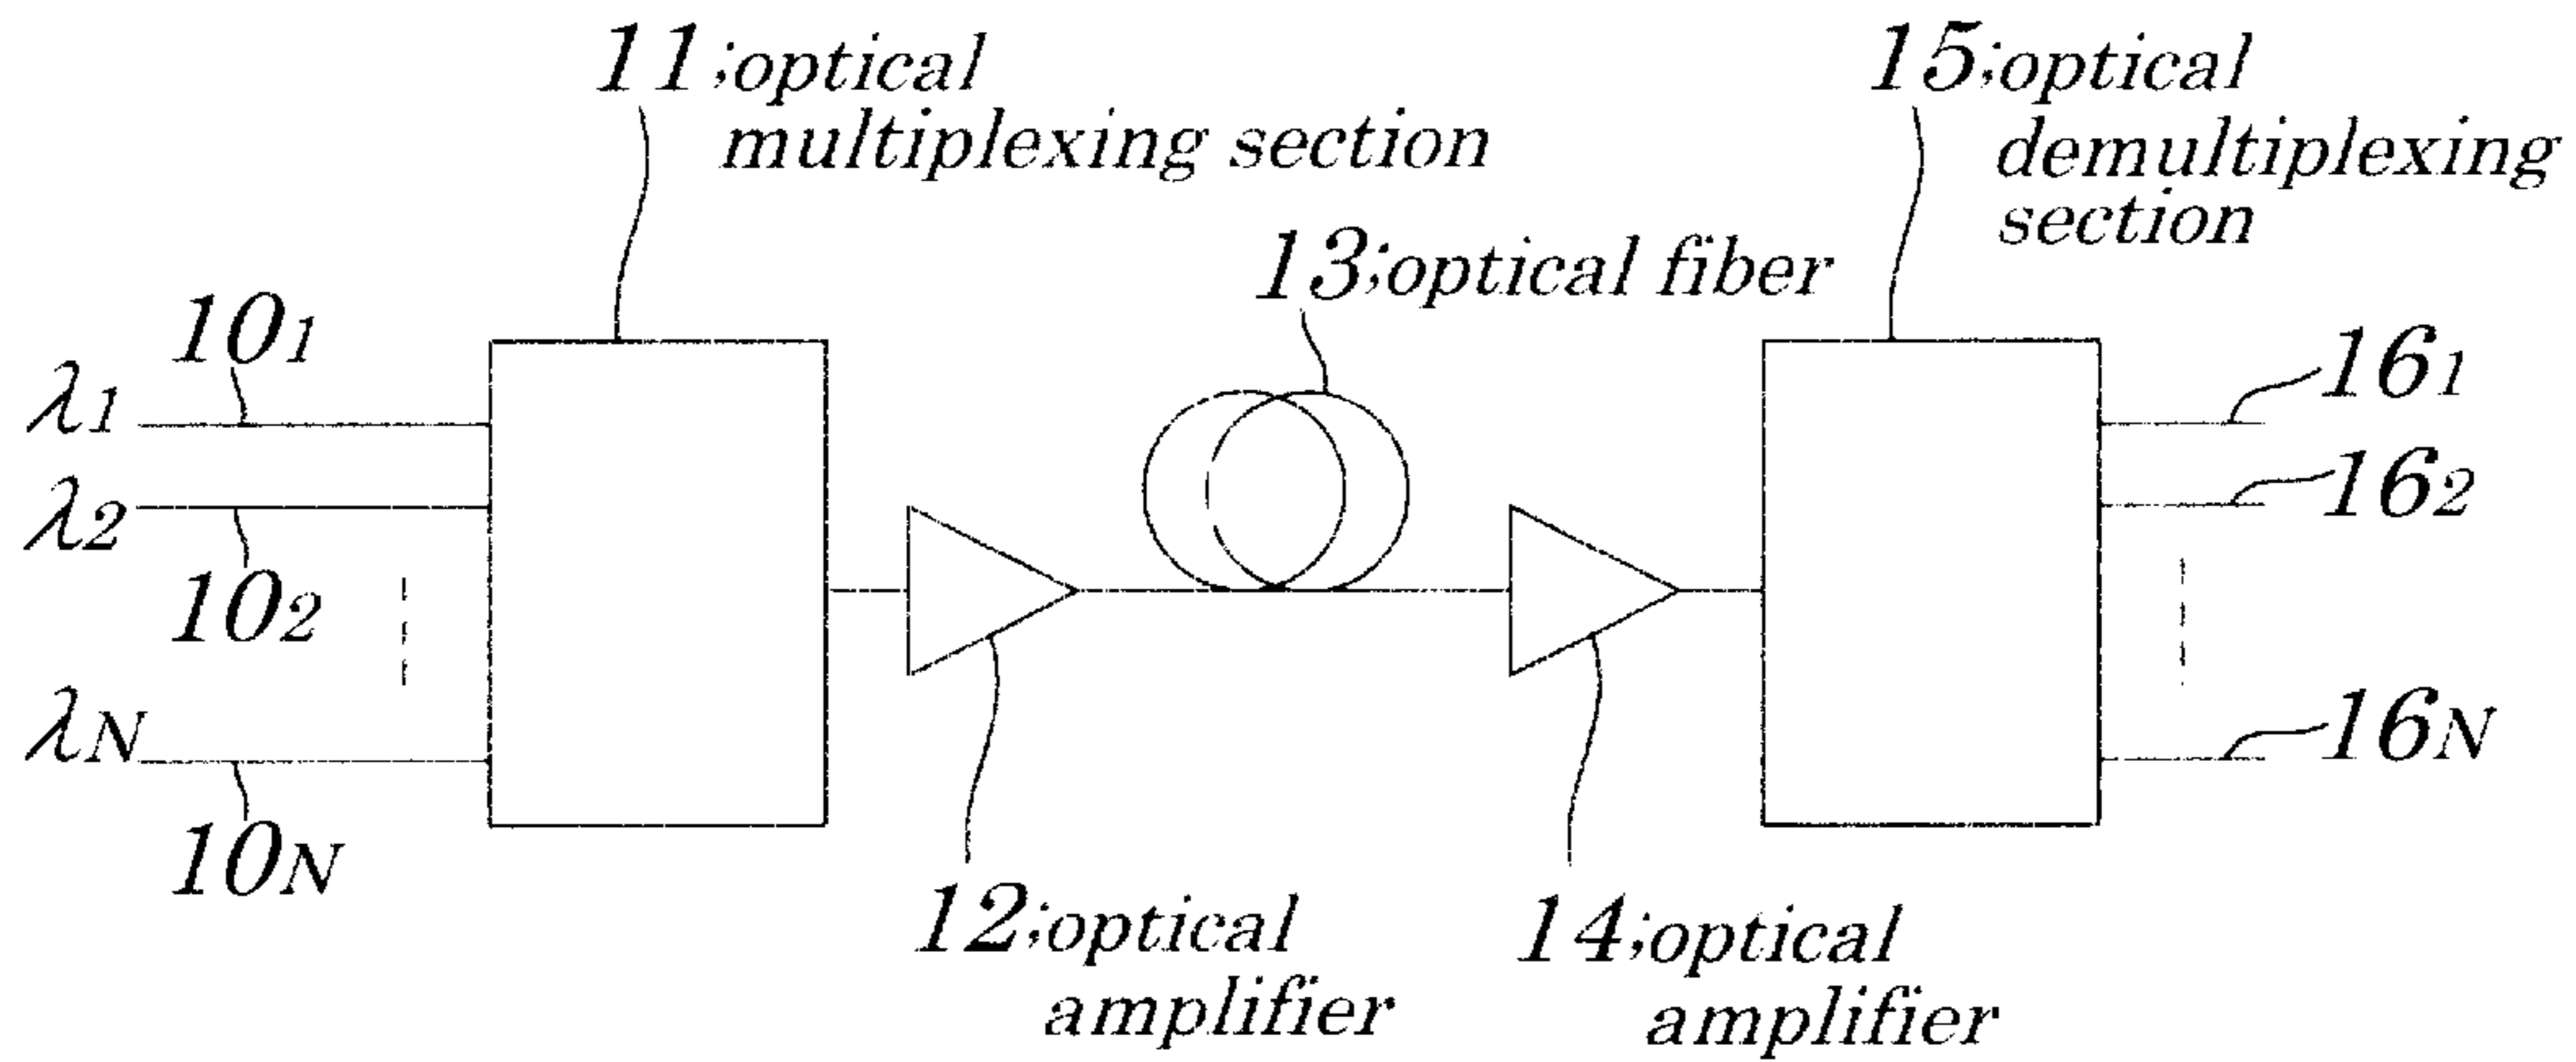 11;optical
multiplexing section
15;optical
demultiplexing
section
13;optical fiber
10₁
λ₁
λ₂
10₂
λN
10N
16₁
16₂
16N
12;optical
amplifier
14;optical
amplifier